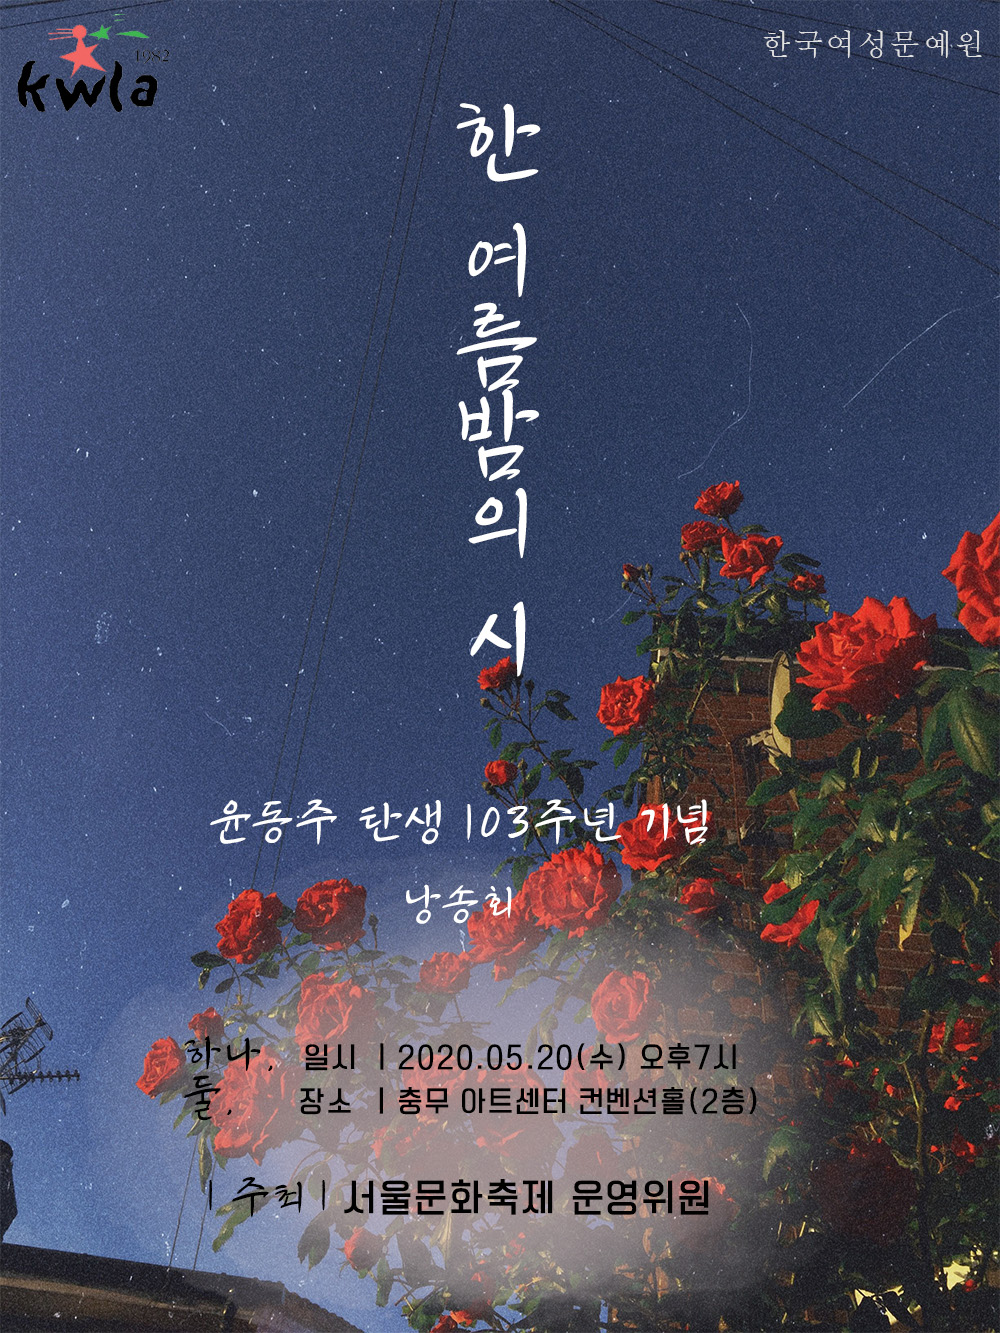 kwla
1982
한국여성문예원
한 여름밤의 시
윤동주 탄생 103주년 기념
낭송회
하나, 일시 | 2020.05.20(수) 오후7시
둘, 장소 | 충무 아트센터 컨벤션홀(2층)
| 주최 | 서울문화축제 운영위원